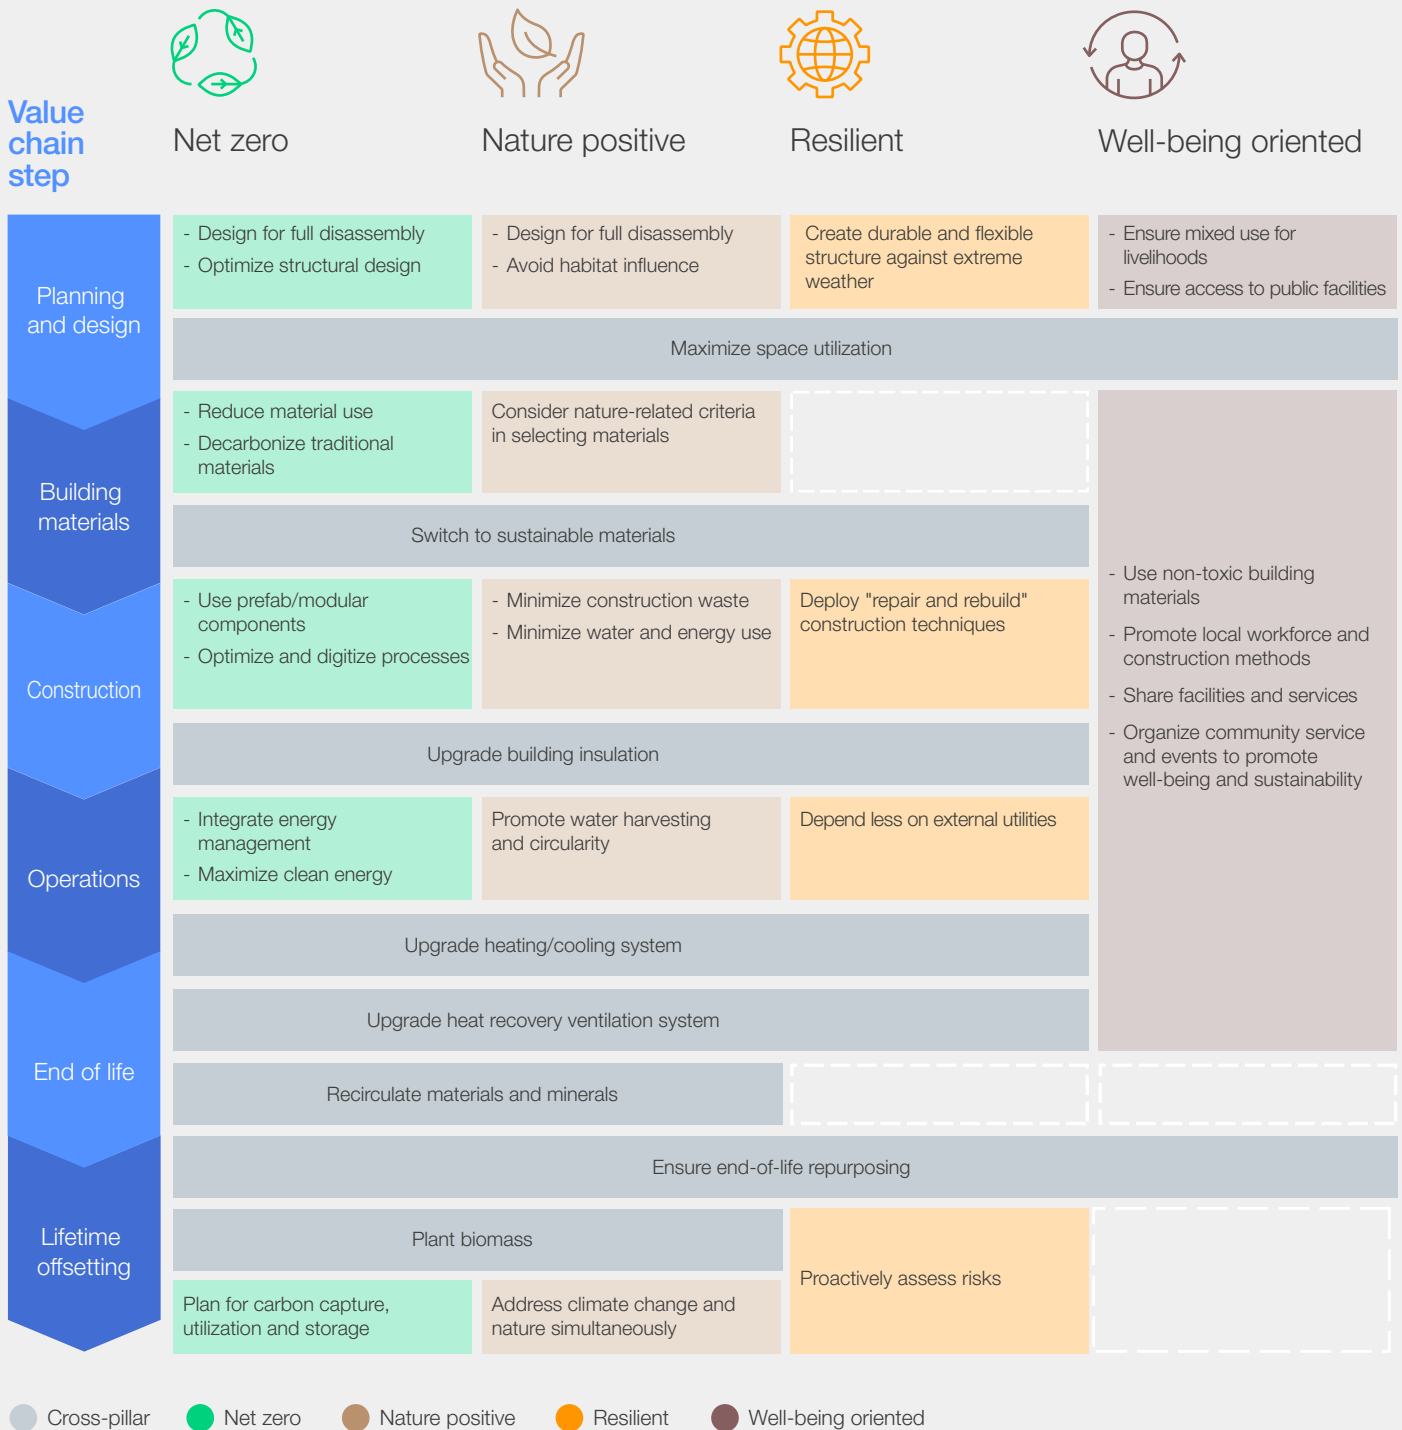 Value
chain
step
Net zero
Nature positive
Resilient
Well-being oriented
Planning
and design
- Design for full disassembly
- Optimize structural design
- Design for full disassembly
- Avoid habitat influence
Create durable and flexible
structure against extreme
weather
- Ensure mixed use for
livelihoods
- Ensure access to public facilities
Maximize space utilization
Building
materials
- Reduce material use
- Decarbonize traditional
materials
Consider nature-related criteria
in selecting materials
Switch to sustainable materials
- Use non-toxic building
materials
- Promote local workforce and
construction methods
- Share facilities and services
- Organize community service
and events to promote
well-being and sustainability
Construction
- Use prefab/modular
components
- Optimize and digitize processes
- Minimize construction waste
- Minimize water and energy use
Deploy "repair and rebuild"
construction techniques
Upgrade building insulation
Operations
- Integrate energy
management
- Maximize clean energy
Promote water harvesting
and circularity
Depend less on external utilities
Upgrade heating/cooling system
Upgrade heat recovery ventilation system
End of life
Recirculate materials and minerals
Ensure end-of-life repurposing
Lifetime
offsetting
Plant biomass
Plan for carbon capture,
utilization and storage
Address climate change and
nature simultaneously
Proactively assess risks
Cross-pillar
Net zero
Nature positive
Resilient
Well-being oriented